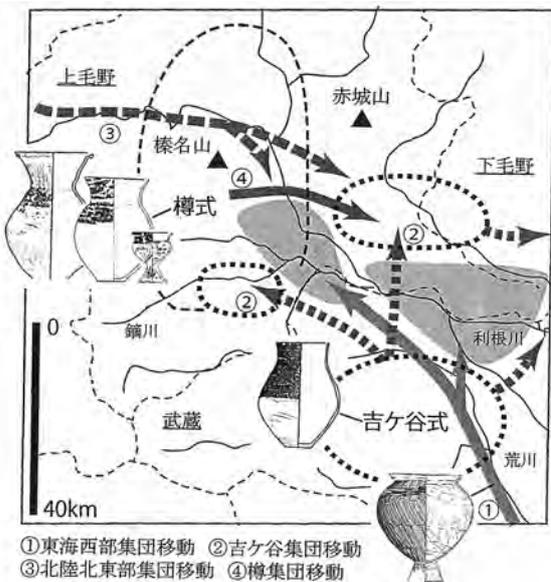 上毛野
赤城山
③
榛名山
下毛野
④
樽式
②
②
0
鏑川
利根川
武蔵
吉ケ谷式
荒川
40km
①
①東海西部集団移動 ②吉ケ谷集団移動
③北陸北東部集団移動 ④樽集団移動